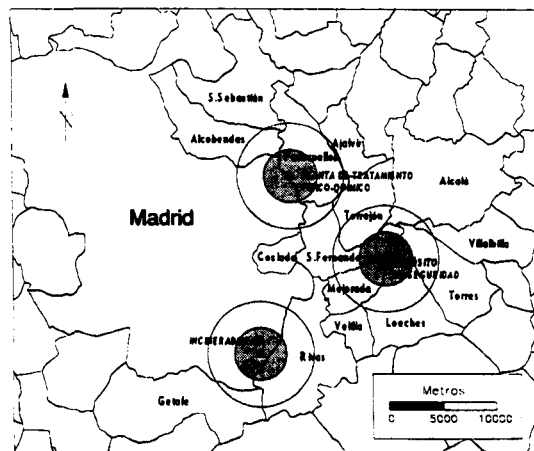 S.Sebastián
Alcobendas
Ajalvir
PLANTA DE TRATAMIENTO
FISICO-QUIMICO
Alcalá
Madrid
Torrejón
Villalbilla
Coslada
S.Fernando
DEPOSITO
SEGURIDAD
Mejorada
Torres
Velilla
Loeches
INCINERADORA
Rivas
Getafe
Metros
0 5000 10000